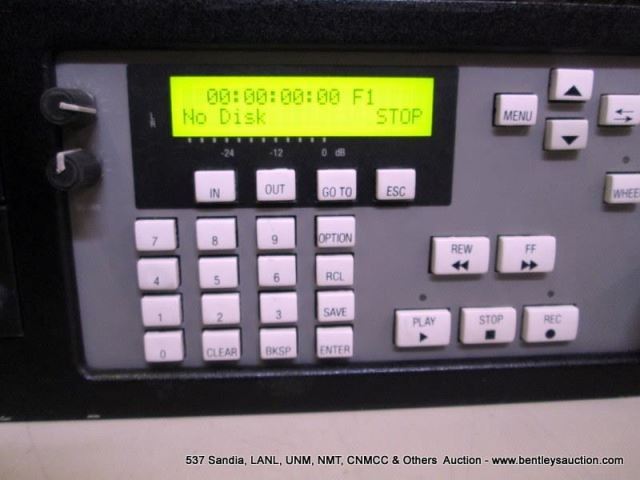 00:00:00:00 F1
No Disk STOP
-24 -12 0 dB
MENU
IN OUT GO TO ESC
7 8 9 OPTION
4 5 6 RCL
1 2 3 SAVE
0 CLEAR BKSP ENTER
REW FF
PLAY STOP REC
537 Sandia, LANL, UNM, NMT, CNMCC & Others Auction - www.bentleysauction.com